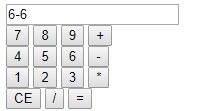 6-6
7 8 9 +
4 5 6 -
1 2 3 *
CE / =